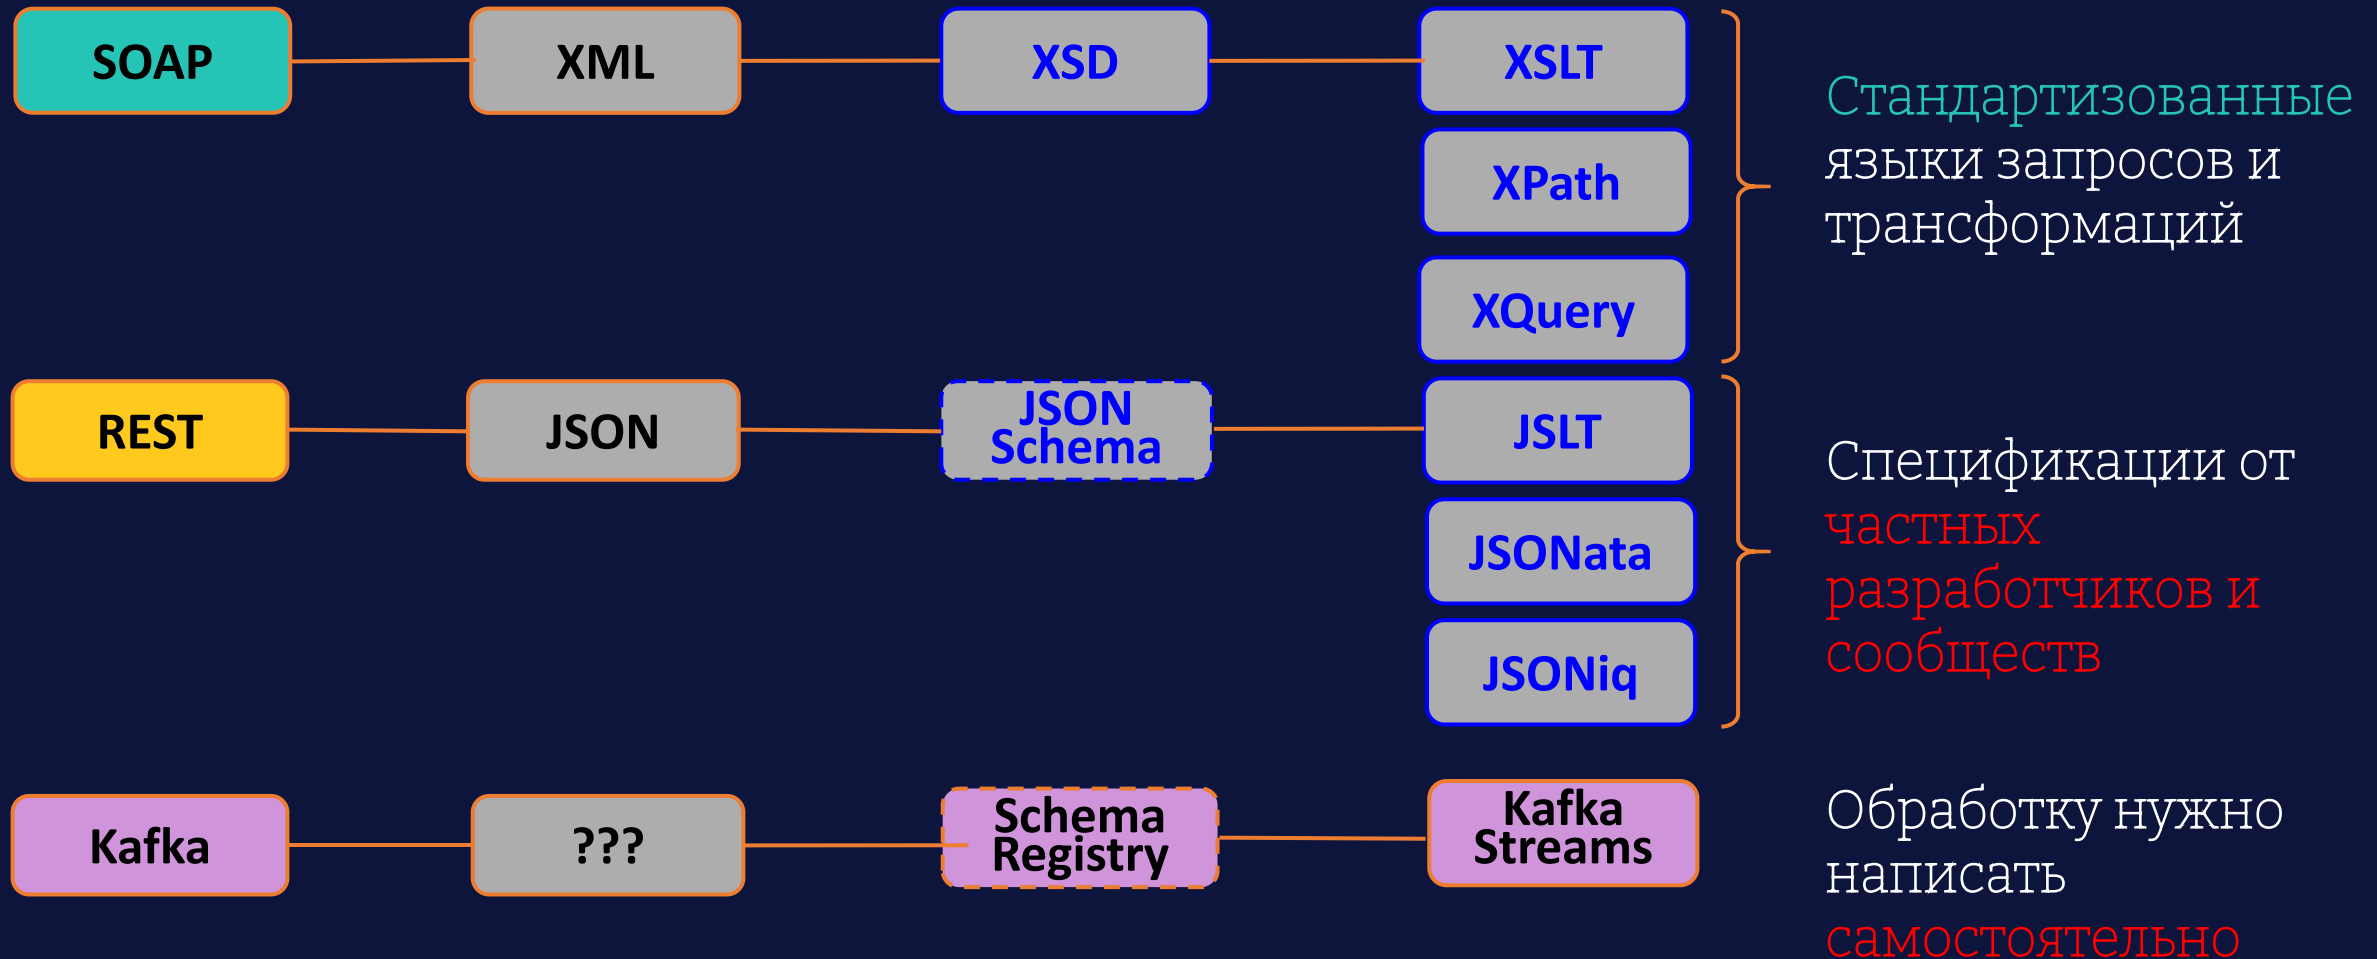 SOAP
XML
XSD
XSLT
XPath
XQuery
Стандартизованные
языки запросов и
трансформаций
REST
JSON
JSON
Schema
JSLT
JSONata
JSONiq
Спецификации от
частных
разработчиков и
сообществ
Kafka
???
Schema
Registry
Kafka
Streams
Обработку нужно
написать
самостоятельно